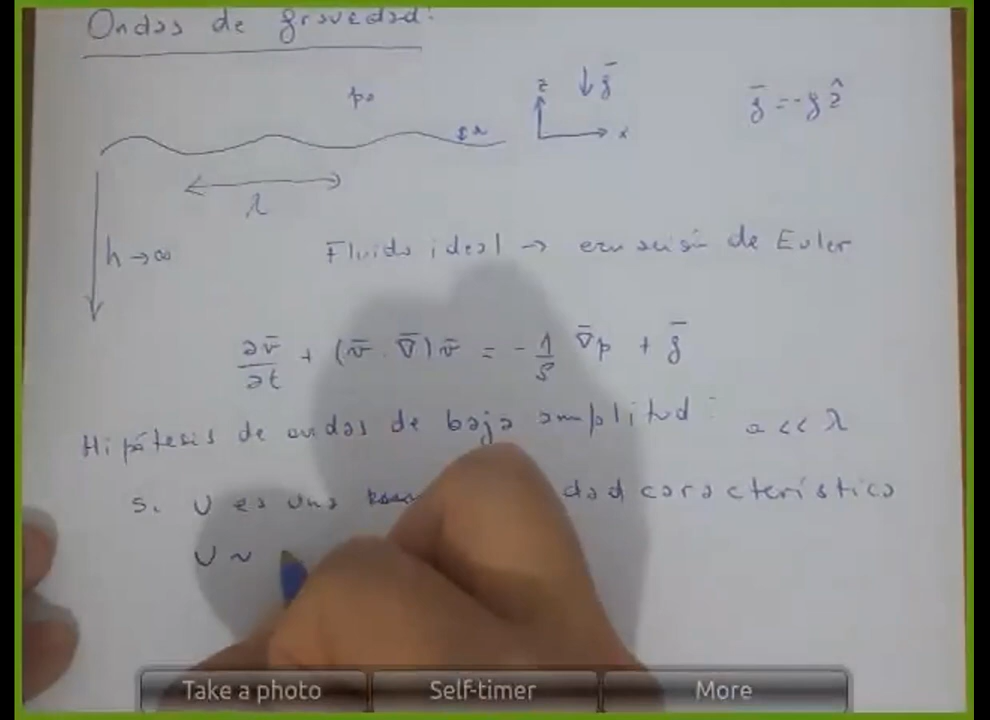 Ondas de gravedad:
p₀
z ↓ḡ
ḡ = -g ẑ
a
x
λ
h → ∞
Fluido ideal → ecuación de Euler
∂v̄/∂t + (v̄ · ∇̄) v̄ = - 1/ρ ∇̄p + ḡ
Hipótesis de ondas de baja amplitud: a << λ
Si U es una dad característica
U ~
Take a photo Self-timer More